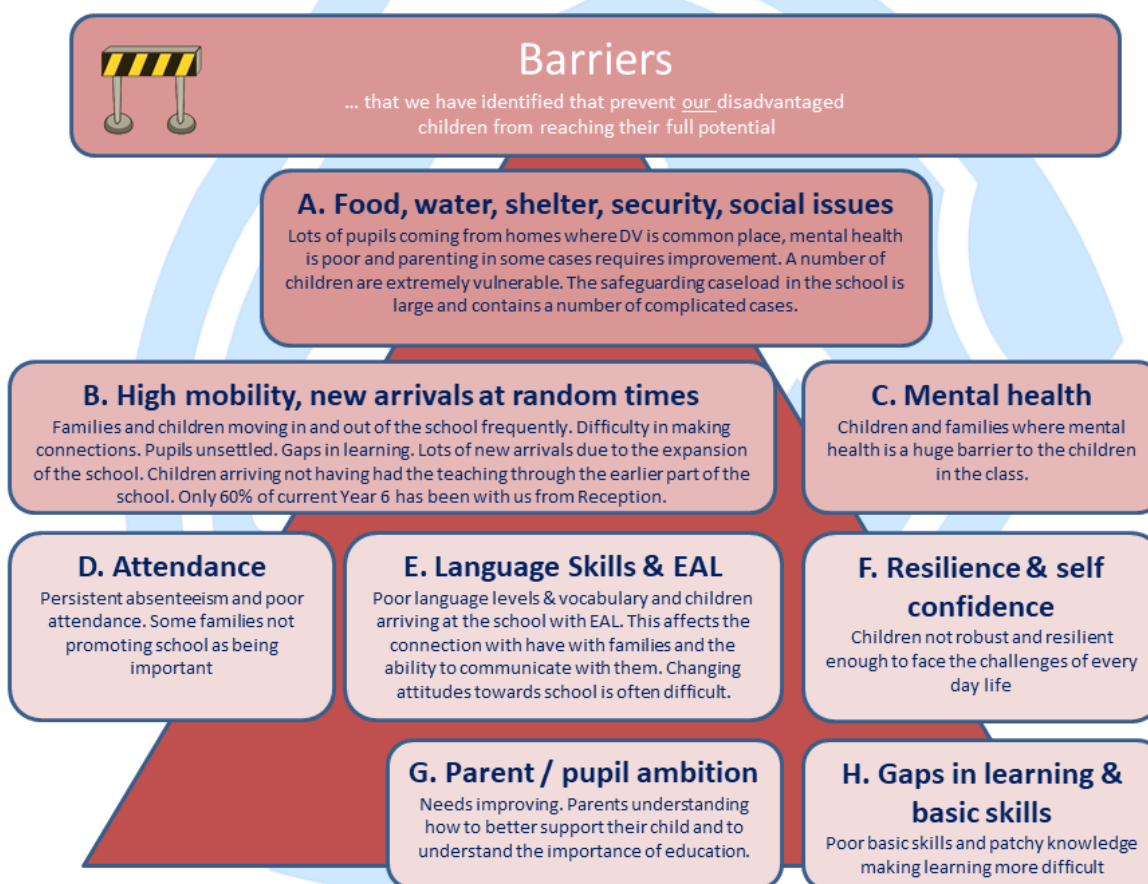 Barriers
... that we have identified that prevent our disadvantaged
children from reaching their full potential
A. Food, water, shelter, security, social issues
Lots of pupils coming from homes where DV is common place, mental health
is poor and parenting in some cases requires improvement. A number of
children are extremely vulnerable. The safeguarding caseload in the school is
large and contains a number of complicated cases.
B. High mobility, new arrivals at random times
Families and children moving in and out of the school frequently. Difficulty in making
connections. Pupils unsettled. Gaps in learning. Lots of new arrivals due to the expansion
of the school. Children arriving not having had the teaching through the earlier part of the
school. Only 60% of current Year 6 has been with us from Reception.
C. Mental health
Children and families where mental
health is a huge barrier to the children
in the class.
D. Attendance
Persistent absenteeism and poor
attendance. Some families not
promoting school as being
important
E. Language Skills & EAL
Poor language levels & vocabulary and children
arriving at the school with EAL. This affects the
connection with have with families and the
ability to communicate with them. Changing
attitudes towards school is often difficult.
F. Resilience & self
confidence
Children not robust and resilient
enough to face the challenges of every
day life
G. Parent / pupil ambition
Needs improving. Parents understanding
how to better support their child and to
understand the importance of education.
H. Gaps in learning &
basic skills
Poor basic skills and patchy knowledge
making learning more difficult